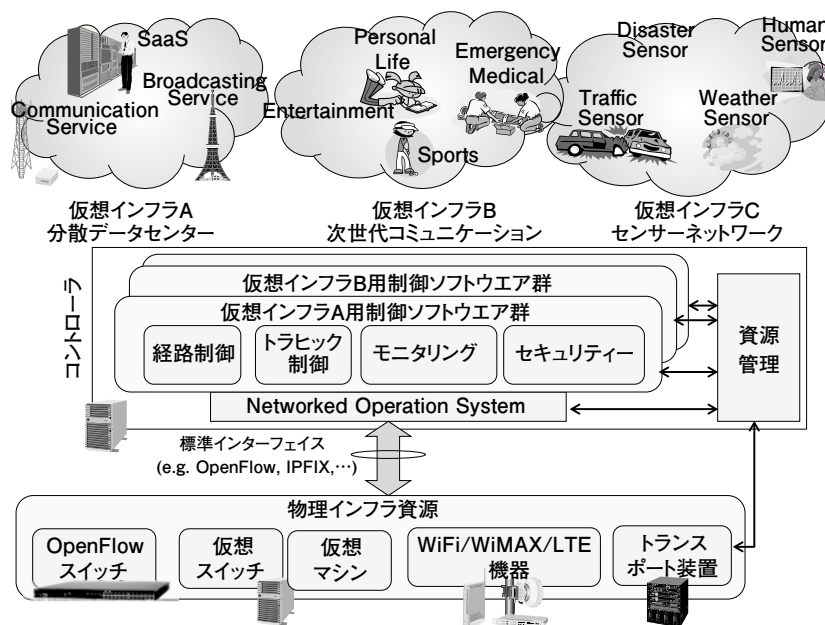 SaaS
Broadcasting
Service
Communication
Service
Personal
Life
Entertainment
Emergency
Medical
Sports
Disaster
Sensor
Human
Sensor
Traffic
Sensor
Weather
Sensor
仮想インフラA
分散データセンター
仮想インフラB
次世代コミュニケーション
仮想インフラC
センサーネットワーク
コントローラ
仮想インフラB用制御ソフトウエア群
仮想インフラA用制御ソフトウエア群
経路制御
トラヒック
制御
モニタリング
セキュリティー
資源
管理
Networked Operation System
標準インターフェイス
(e.g. OpenFlow, IPFIX,…)
物理インフラ資源
OpenFlow
スイッチ
仮想
スイッチ
仮想
マシン
WiFi/WiMAX/LTE
機器
トランス
ポート装置